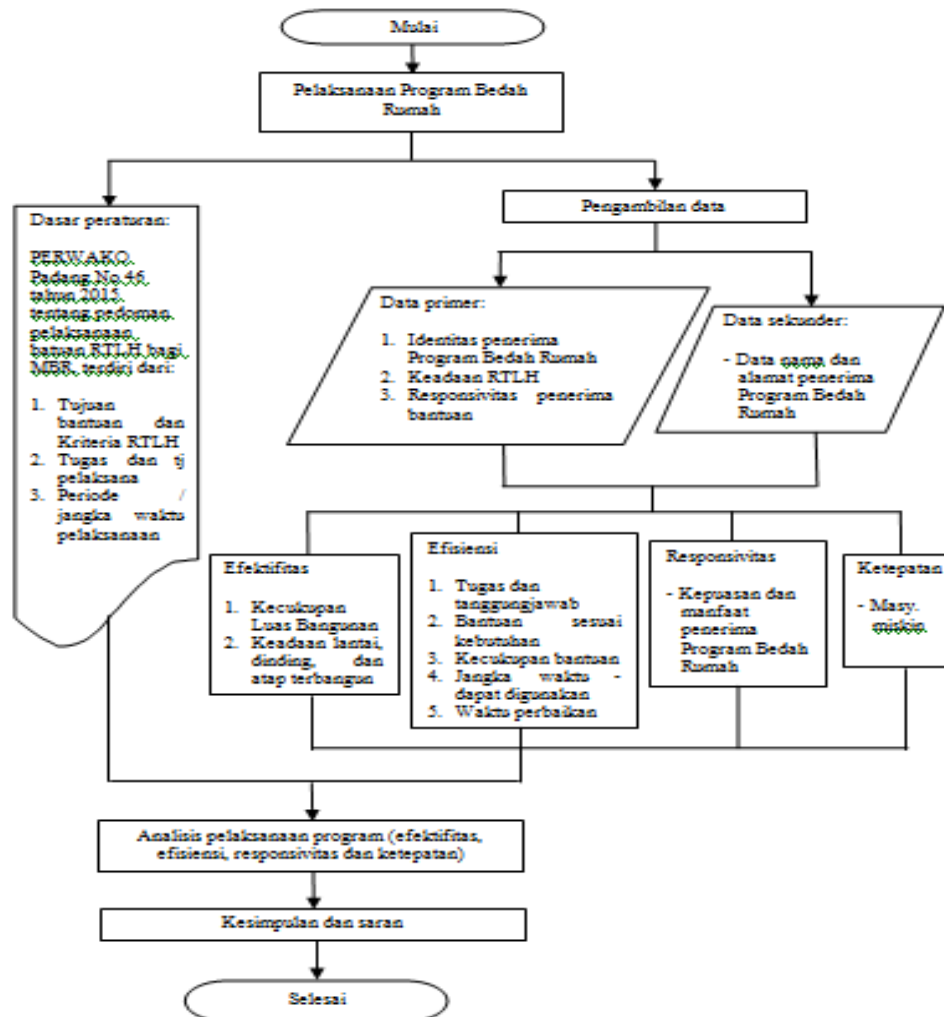 Mulai
Pelaksanaan Program Bedah
Rumah
Dasar peraturan:
PERWAKO
Padang No 46
tahun 2015
tentang pedoman
pelaksanaan
batuan RTLH bagi
MBR, terdiri dari:
1. Tujuan
bantuan dan
Kriteria RTLH
2. Tugas dan tj
pelaksana
3. Periode /
jangka waktu
pelaksanaan
Pengambilan data
Data primer:
1. Identitas penerima
Program Bedah Rumah
2. Keadaan RTLH
3. Responsivitas penerima
bantuan
Data sekunder:
- Data nama dan
alamat penerima
Program Bedah
Rumah
Efektifitas
1. Kecukupan
Luas Bangunan
2. Keadaan lantai,
dinding, dan
atap terbangun
Efisiensi
1. Tugas dan
tanggungjawab
2. Bantuan sesuai
kebutuhan
3. Kecukupan bantuan
4. Jangka waktu -
dapat digunakan
5. Waktu perbaikan
Responsivitas
- Kepuasan dan
manfaat
penerima
Program Bedah
Rumah
Ketepatan
- Masy.
miskin
Analisis pelaksanaan program (efektifitas,
efisiensi, responsivitas dan ketepatan)
Kesimpulan dan saran
Selesai